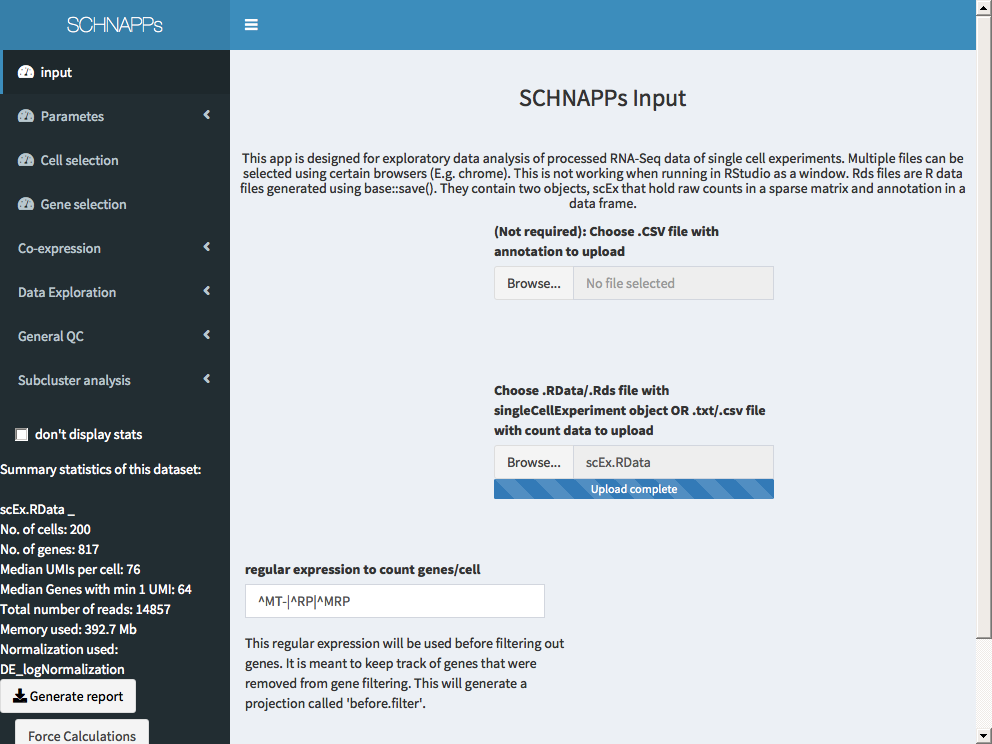 SCHNAPPs
input
Parametes
Cell selection
Gene selection
Co-expression
Data Exploration
General QC
Subcluster analysis
don't display stats
Summary statistics of this dataset:
scEx.RData _
No. of cells: 200
No. of genes: 817
Median UMIs per cell: 76
Median Genes with min 1 UMI: 64
Total number of reads: 14857
Memory used: 392.7 Mb
Normalization used:
DE_logNormalization
Generate report
Force Calculations
SCHNAPPs Input
This app is designed for exploratory data analysis of processed RNA-Seq data of single cell experiments. Multiple files can be
selected using certain browsers (E.g. chrome). This is not working when running in RStudio as a window. Rds files are R data
files generated using base::save(). They contain two objects, scEx that hold raw counts in a sparse matrix and annotation in a
data frame.
(Not required): Choose .CSV file with
annotation to upload
Browse... No file selected
Choose .RData/.Rds file with
singleCellExperiment object OR .txt/.csv file
with count data to upload
Browse... scEx.RData
Upload complete
regular expression to count genes/cell
^MT-|^RP|^MRP
This regular expression will be used before filtering out
genes. It is meant to keep track of genes that were
removed from gene filtering. This will generate a
projection called 'before.filter'.